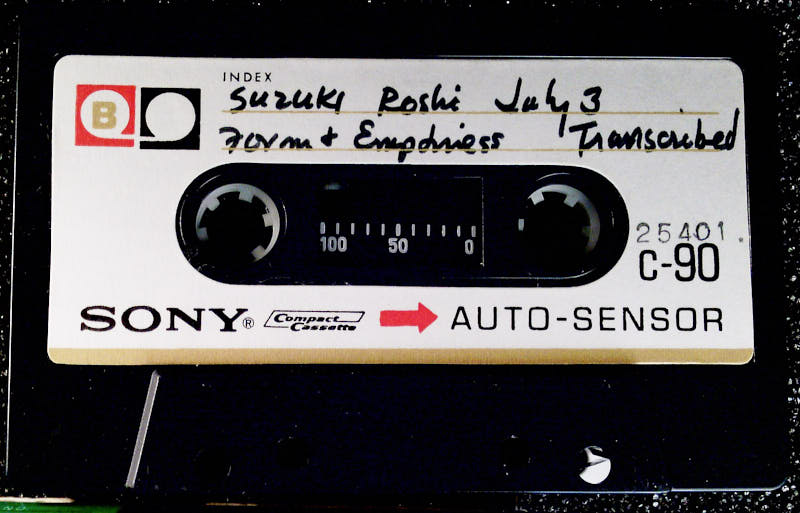 INDEX
B
Suzuki Roshi July 3
Form & Emptiness Transcribed
100 50 0
25401.
C-90
SONY® Compact Cassette AUTO-SENSOR